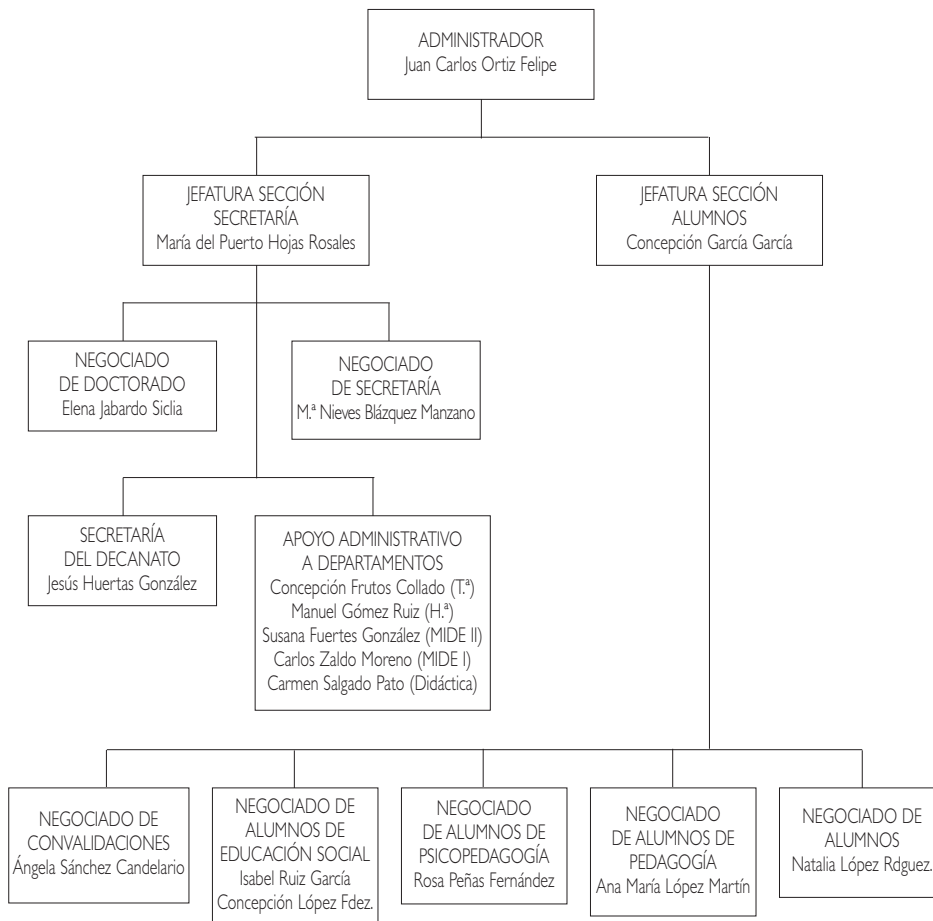 ADMINISTRADOR
Juan Carlos Ortiz Felipe
JEFATURA SECCIÓN
SECRETARÍA
María del Puerto Hojas Rosales
JEFATURA SECCIÓN
ALUMNOS
Concepción García García
NEGOCIADO
DE DOCTORADO
Elena Jabardo Siclia
NEGOCIADO
DE SECRETARÍA
M.ª Nieves Blázquez Manzano
SECRETARÍA
DEL DECANATO
Jesús Huertas González
APOYO ADMINISTRATIVO
A DEPARTAMENTOS
Concepción Frutos Collado (T.ª)
Manuel Gómez Ruiz (H.ª)
Susana Fuertes González (MIDE II)
Carlos Zaldo Moreno (MIDE I)
Carmen Salgado Pato (Didáctica)
NEGOCIADO DE
CONVALIDACIONES
Ángela Sánchez Candelario
NEGOCIADO DE
ALUMNOS DE
EDUCACIÓN SOCIAL
Isabel Ruiz García
Concepción López Fdez.
NEGOCIADO
DE ALUMNOS DE
PSICOPEDAGOGÍA
Rosa Peñas Fernández
NEGOCIADO
DE ALUMNOS DE
PEDAGOGÍA
Ana María López Martín
NEGOCIADO DE
ALUMNOS
Natalia López Rdguez.